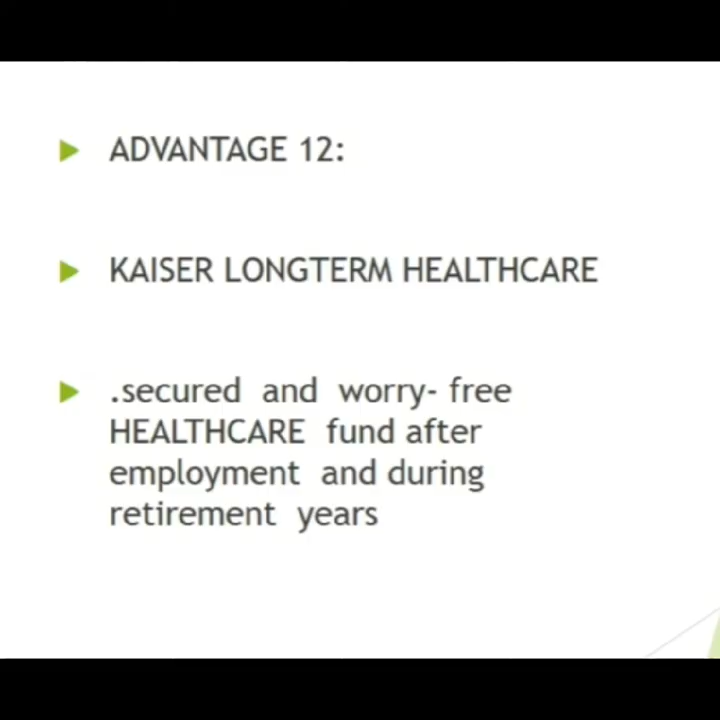 ADVANTAGE 12:
KAISER LONGTERM HEALTHCARE
.secured and worry- free
HEALTHCARE fund after
employment and during
retirement years